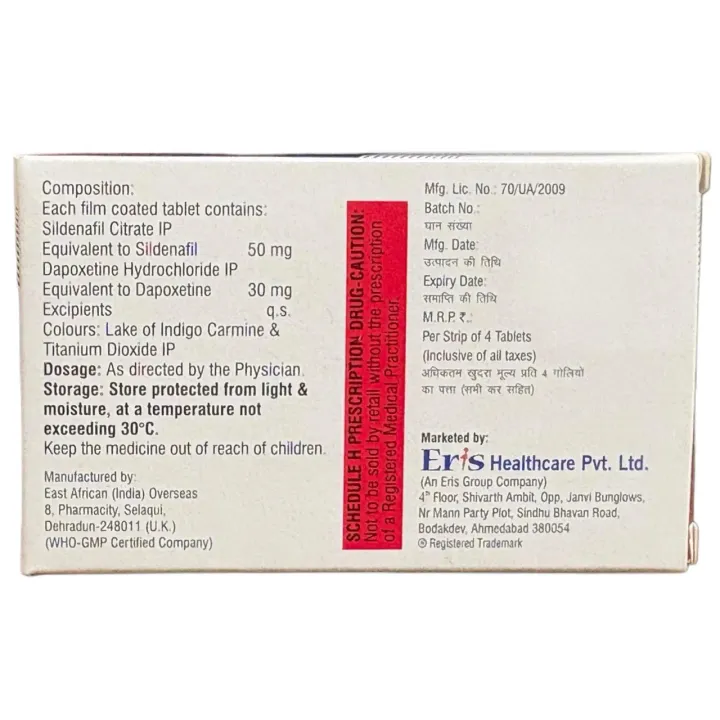 Composition:
Each film coated tablet contains:
Sildenafil Citrate IP
Equivalent to Sildenafil 50 mg
Dapoxetine Hydrochloride IP
Equivalent to Dapoxetine 30 mg
Excipients q.s.
Colours: Lake of Indigo Carmine &
Titanium Dioxide IP
Dosage: As directed by the Physician.
Storage: Store protected from light &
moisture, at a temperature not
exceeding 30°C.
Keep the medicine out of reach of children.
Manufactured by:
East African (India) Overseas
8, Pharmacity, Selaqui,
Dehradun-248011 (U.K.)
(WHO-GMP Certified Company)
SCHEDULE H PRESCRIPTION DRUG-CAUTION:
Not to be sold by retail without the prescription
of a Registered Medical Practitioner.
Mfg. Lic. No.: 70/UA/2009
Batch No.:
घान संख्या
Mfg. Date:
उत्पादन की तिथि
Expiry Date:
समाप्ति की तिथि
M.R.P. ₹.:
Per Strip of 4 Tablets
(Inclusive of all taxes)
अधिकतम खुदरा मूल्य प्रति 4 गोलियों
का पत्ता (सभी कर सहित)
Marketed by:
Eris Healthcare Pvt. Ltd.
(An Eris Group Company)
4th Floor, Shivarth Ambit, Opp, Janvi Bunglows,
Nr Mann Party Plot, Sindhu Bhavan Road,
Bodakdev, Ahmedabad 380054
® Registered Trademark